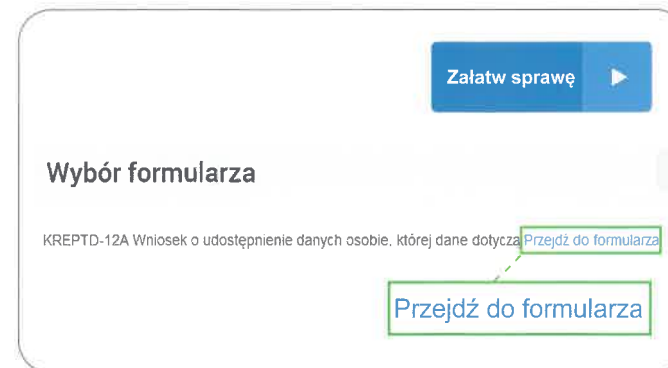 Załatw sprawę
Wybór formularza
KREPTD-12A Wniosek o udostępnienie danych osobie, której dane dotyczą Przejdź do formularza
Przejdź do formularza